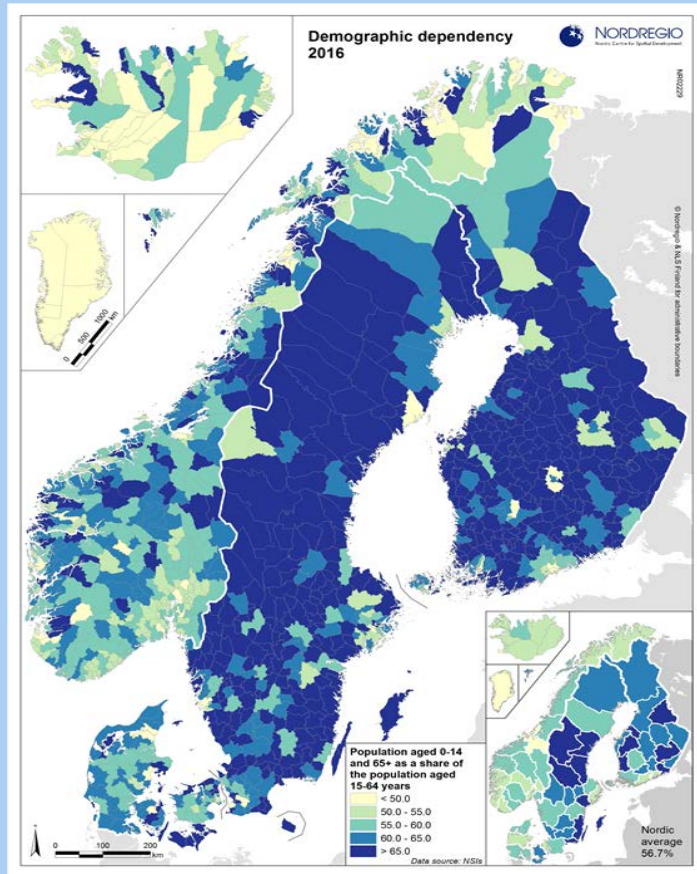 Demographic dependency
2016
NORDREGIO
Nordic Centre for Spatial Development
NR02229
© Nordregio & NLS Finland for administrative boundaries
0 500 1000
km
Population aged 0-14
and 65+ as a share of
the population aged
15-64 years
< 50.0
50.0 - 55.0
55.0 - 60.0
60.0 - 65.0
> 65.0
Data source: NSIs
Nordic
average
56.7%
0 100 200
km